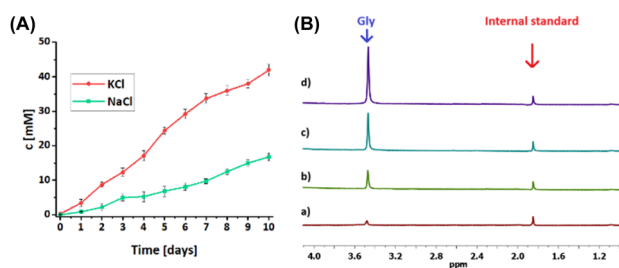 (A)
c [mM]
50
40
30
20
10
0
KCl
NaCl
0 1 2 3 4 5 6 7 8 9 10
Time [days]
(B)
Gly
Internal standard
d)
c)
b)
a)
4.0 3.6 3.2 2.8 2.4 2.0 1.6 1.2
ppm